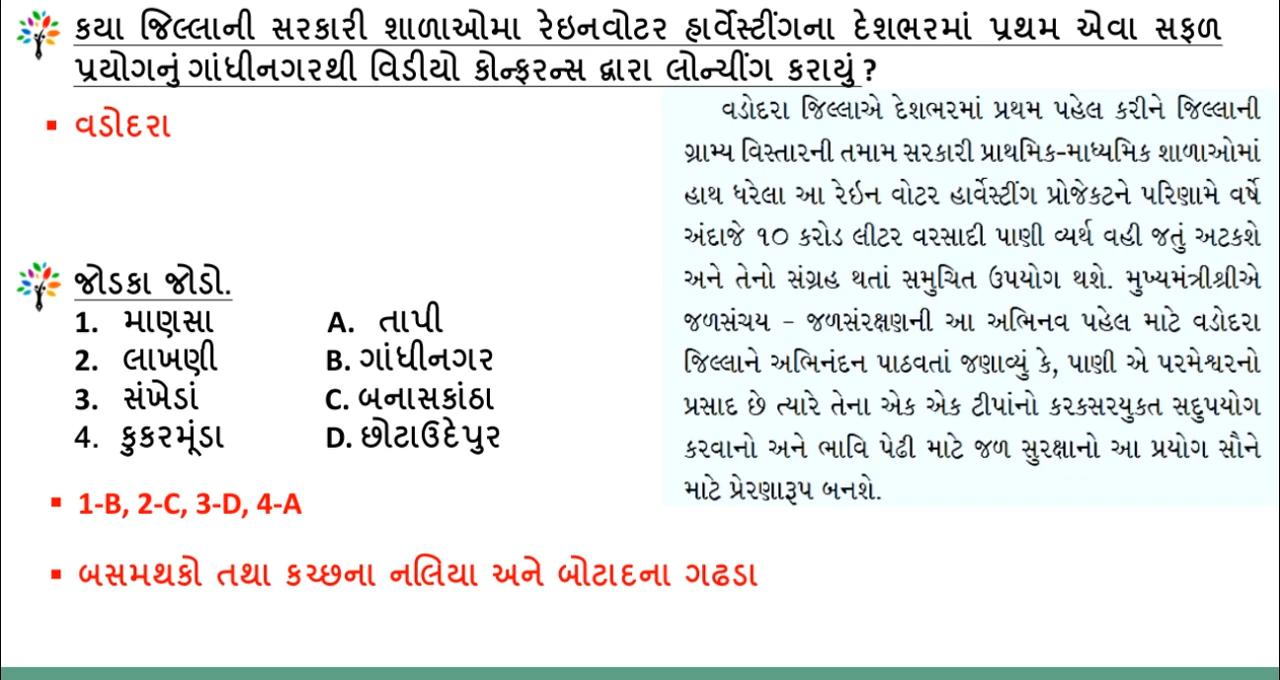 કયા જિલ્લાની સરકારી શાળાઓમા રેઇનવોટર હાર્વેસ્ટીંગના દેશભરમાં પ્રથમ એવા સફળ
પ્રયોગનું ગાંધીનગરથી વિડીયો કોન્ફરન્સ દ્વારા લોન્ચીંગ કરાયું ?
▪ વડોદરા
વડોદરા જિલ્લાએ દેશભરમાં પ્રથમ પહેલ કરીને જિલ્લાની
ગ્રામ્ય વિસ્તારની તમામ સરકારી પ્રાથમિક-માધ્યમિક શાળાઓમાં
હાથ ધરેલા આ રેઇન વોટર હાર્વેસ્ટીંગ પ્રોજેકટને પરિણામે વર્ષે
અંદાજે ૧૦ કરોડ લીટર વરસાદી પાણી વ્યર્થ વહી જતું અટકશે
અને તેનો સંગ્રહ થતાં સમુચિત ઉપયોગ થશે. મુખ્યમંત્રીશ્રીએ
જળસંચય – જળસંરક્ષણની આ અભિનવ પહેલ માટે વડોદરા
જિલ્લાને અભિનંદન પાઠવતાં જણાવ્યું કે, પાણી એ પરમેશ્વરનો
પ્રસાદ છે ત્યારે તેના એક એક ટીપાંનો કરકસરયુકત સદુપયોગ
કરવાનો અને ભાવિ પેઢી માટે જળ સુરક્ષાનો આ પ્રયોગ સૌને
માટે પ્રેરણારૂપ બનશે.
જોડકા જોડો.
1. માણસા A. તાપી
2. લાખણી B. ગાંધીનગર
3. સંખેડાં C. બનાસકાંઠા
4. કુકરમૂંડા D. છોટાઉદેપુર
▪ 1-B, 2-C, 3-D, 4-A
▪ બસમથકો તથા કચ્છના નલિયા અને બોટાદના ગઢડા